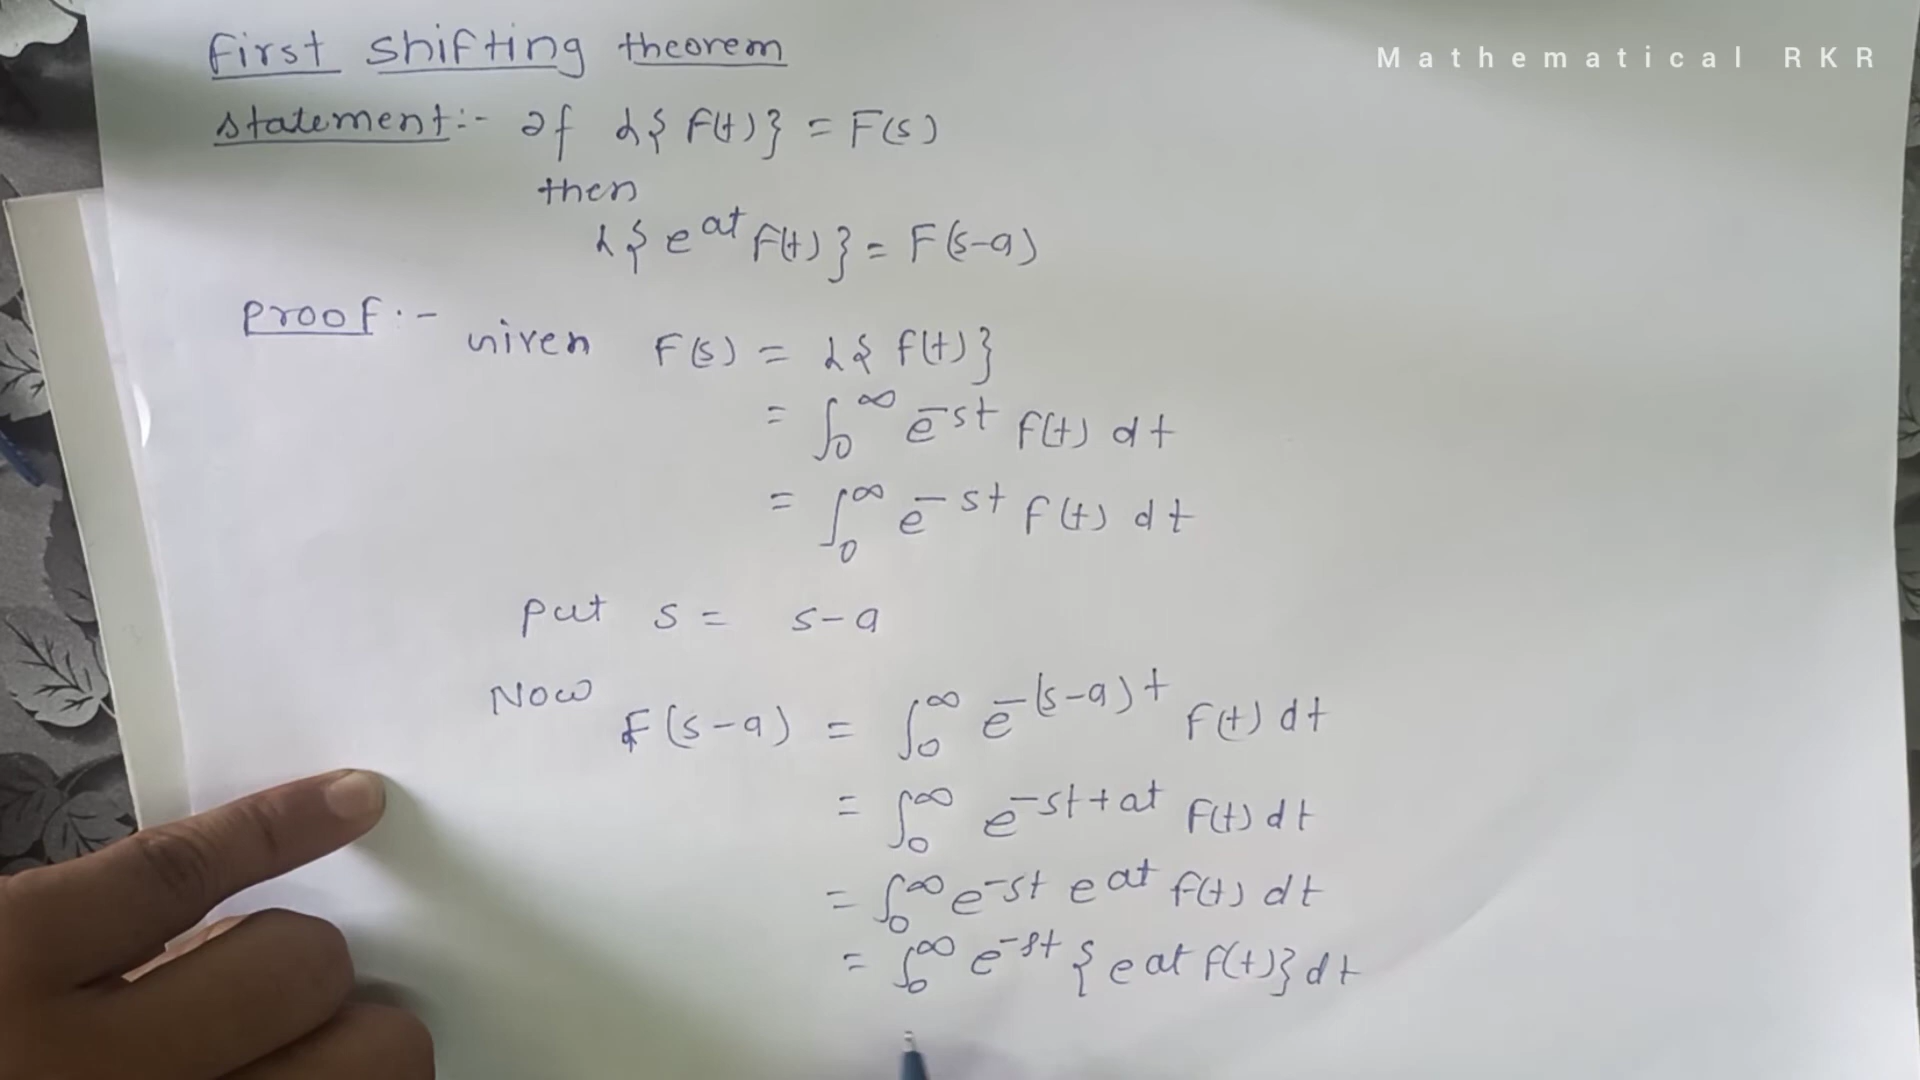 First shifting theorem
Mathematical RKR
statement:- If L{F(t)} = F(s)
then
L{e^at F(t)} = F(s-a)
Proof:- Given F(s) = L{f(t)}
= ∫₀^∞ e^-st f(t) dt
= ∫₀^∞ e^-st f(t) dt
put s = s-a
Now F(s-a) = ∫₀^∞ e^-(s-a)t F(t) dt
= ∫₀^∞ e^-st+at F(t) dt
= ∫₀^∞ e^-st e^at f(t) dt
= ∫₀^∞ e^-st {e^at f(t)} dt